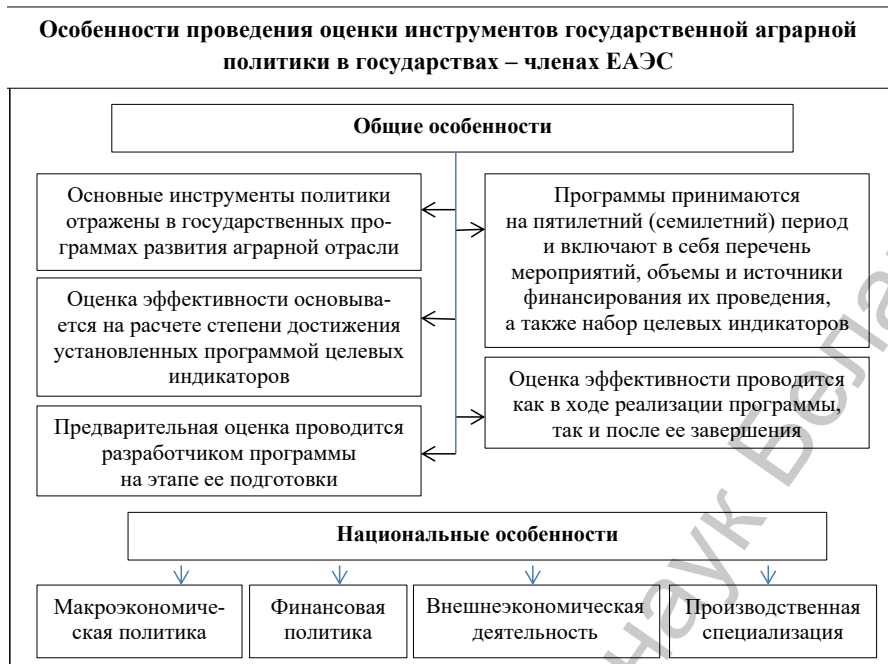 Особенности проведения оценки инструментов государственной аграрной
политики в государствах – членах ЕАЭС
Общие особенности
Основные инструменты политики
отражены в государственных про-
граммах развития аграрной отрасли
Программы принимаются
на пятилетний (семилетний) период
и включают в себя перечень
мероприятий, объемы и источники
финансирования их проведения,
а также набор целевых индикаторов
Оценка эффективности основыва-
ется на расчете степени достижения
установленных программой целевых
индикаторов
Оценка эффективности проводится
как в ходе реализации программы,
так и после ее завершения
Предварительная оценка проводится
разработчиком программы
на этапе ее подготовки
Национальные особенности
Макроэкономиче-
ская политика
Финансовая
политика
Внешнеэкономическая
деятельность
Производственная
специализация
наук Бела